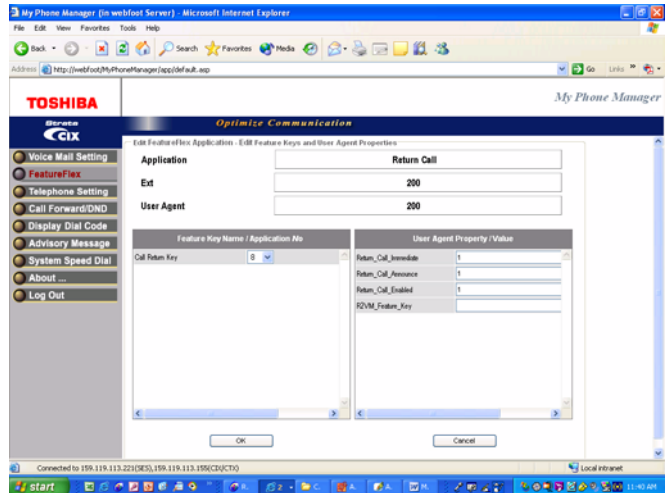 My Phone Manager (in webfoot Server) - Microsoft Internet Explorer
File Edit View Favorites Tools Help
Back Search Favorites Media
Address http://webfoot/MyPhoneManager/app/default.asp Go Links
TOSHIBA
My Phone Manager
Strata
CIX
Optimize Communication
Voice Mail Setting
FeatureFlex
Telephone Setting
Call Forward/DND
Display Dial Code
Advisory Message
System Speed Dial
About ...
Log Out
Edit FeatureFlex Application - Edit Feature Keys and User Agent Properties
Application Return Call
Ext 200
User Agent 200
Feature Key Name / Application No
Call Return Key 8
User Agent Property / Value
Return_Call_Immediate 1
Return_Call_Announce 1
Return_Call_Enabled 1
R2VM_Feature_Key
OK Cancel
Connected to 159.119.113.221(SES),159.119.113.155(CIX/CTX) Local intranet
start 11:40 AM